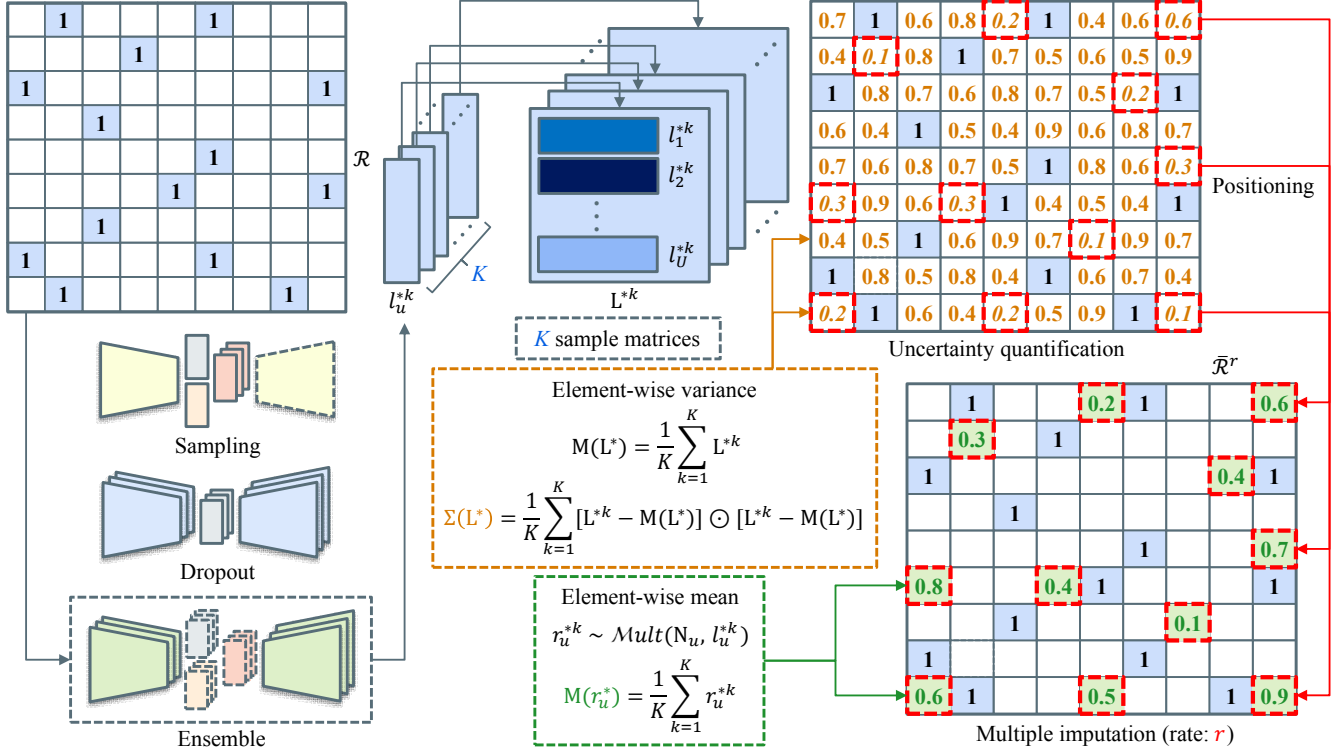 1 1
1
1 1
1
1
1 1
1
1 1
1 1
ℛ
Sampling
Dropout
Ensemble
l_u^{*k}
K
l_1^{*k}
l_2^{*k}
l_U^{*k}
L^{*k}
K sample matrices
0.7 1 0.6 0.8 0.2 1 0.4 0.6 0.6
0.4 0.1 0.8 1 0.7 0.5 0.6 0.5 0.9
1 0.8 0.7 0.6 0.8 0.7 0.5 0.2 1
0.6 0.4 1 0.5 0.4 0.9 0.6 0.8 0.7
0.7 0.6 0.8 0.7 0.5 1 0.8 0.6 0.3
0.3 0.9 0.6 0.3 1 0.4 0.5 0.4 1
0.4 0.5 1 0.6 0.9 0.7 0.1 0.9 0.7
1 0.8 0.5 0.8 0.4 1 0.6 0.7 0.4
0.2 1 0.6 0.4 0.2 0.5 0.9 1 0.1
Uncertainty quantification
Positioning
Element-wise variance
M(L^*) = \frac{1}{K} \sum_{k=1}^{K} L^{*k}
Σ(L^*) = \frac{1}{K} \sum_{k=1}^{K} [L^{*k} − M(L^*)] ⊙ [L^{*k} − M(L^*)]
Element-wise mean
r_u^{*k} ~ \mathcal{M}ult(N_u, l_u^{*k})
M(r_u^*) = \frac{1}{K} \sum_{k=1}^{K} r_u^{*k}
\bar{ℛ}^r
1 0.2 1 0.6
0.3 1
1 0.4 1
1
1 0.7
0.8 0.4 1 1
1 0.1
1 1
0.6 1 0.5 1 0.9
Multiple imputation (rate: r)